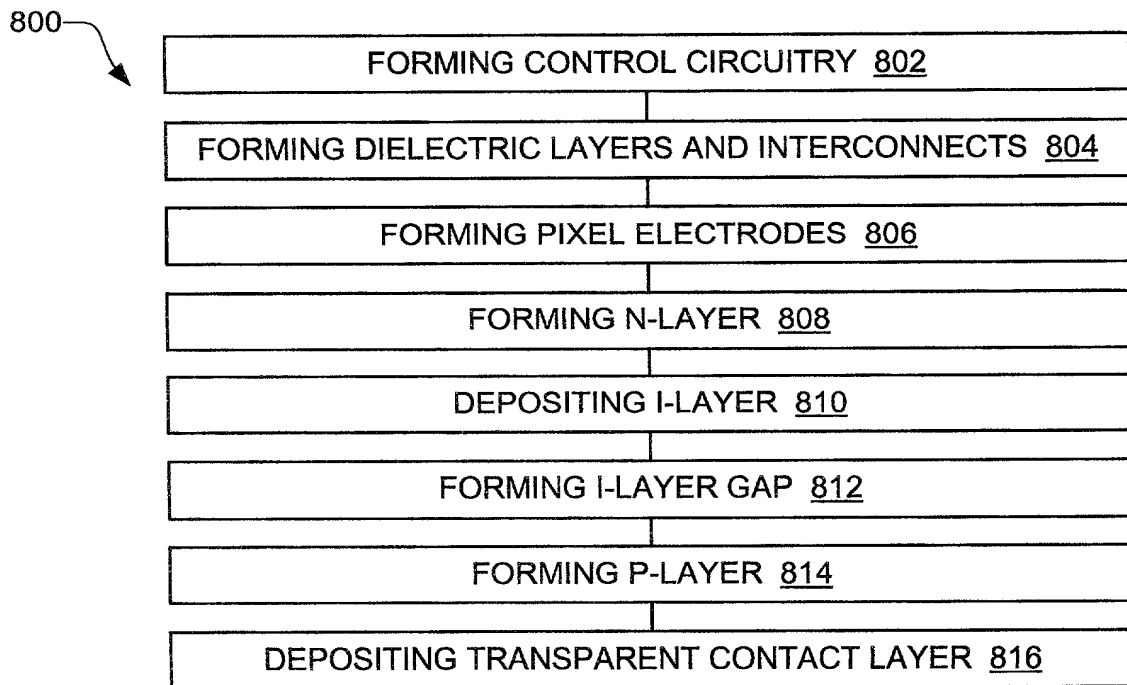 800
FORMING CONTROL CIRCUITRY 802
FORMING DIELECTRIC LAYERS AND INTERCONNECTS 804
FORMING PIXEL ELECTRODES 806
FORMING N-LAYER 808
DEPOSITING I-LAYER 810
FORMING I-LAYER GAP 812
FORMING P-LAYER 814
DEPOSITING TRANSPARENT CONTACT LAYER 816